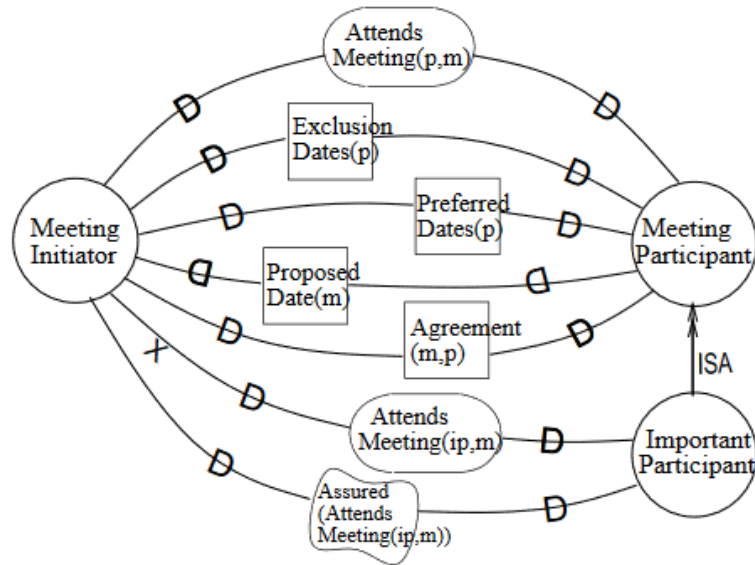 Attends
Meeting(p,m)
D
D
Exclusion
Dates(p)
D
D
Meeting
Initiator
D
Preferred
Dates(p)
D
Meeting
Participant
D
Proposed
Date(m)
D
D
Agreement
(m,p)
D
X
ISA
D
Attends
Meeting(ip,m)
D
Important
Participant
D
Assured
(Attends
Meeting(ip,m))
D